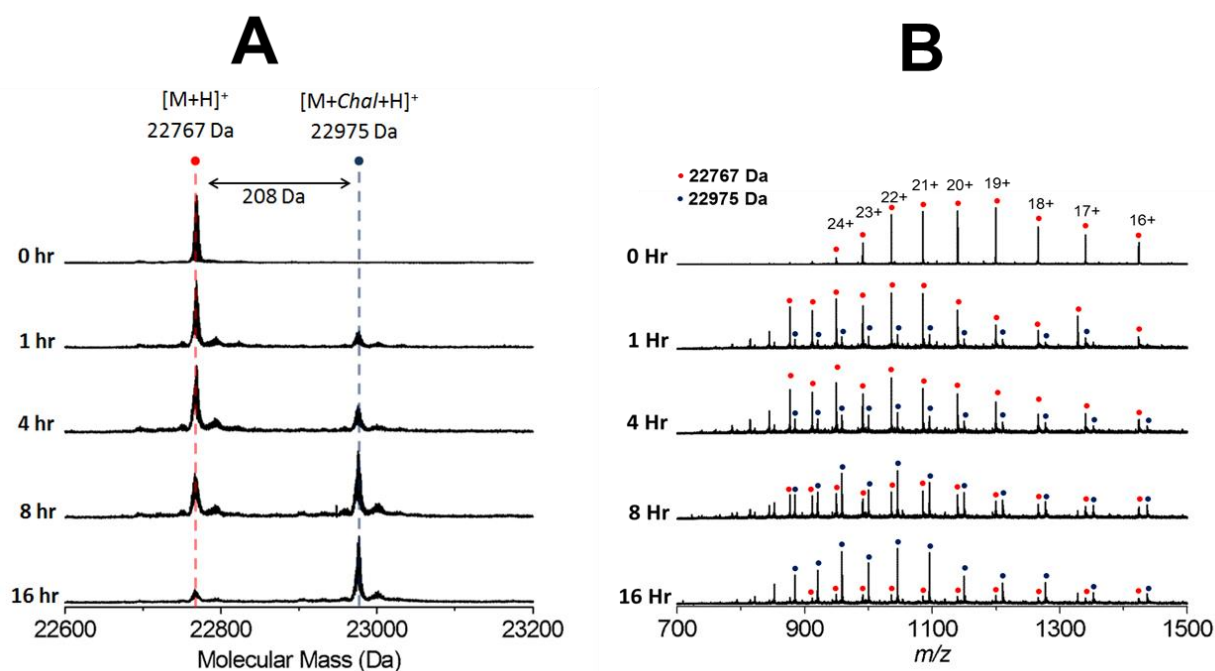 A
B
[M+H]+
[M+Chal+H]+
22767 Da
22975 Da
208 Da
0 hr
1 hr
4 hr
8 hr
16 hr
22600 22800 23000 23200
Molecular Mass (Da)
22767 Da
22975 Da
24+ 23+ 22+ 21+ 20+ 19+ 18+ 17+ 16+
0 Hr
1 Hr
4 Hr
8 Hr
16 Hr
700 900 1100 1300 1500
m/z